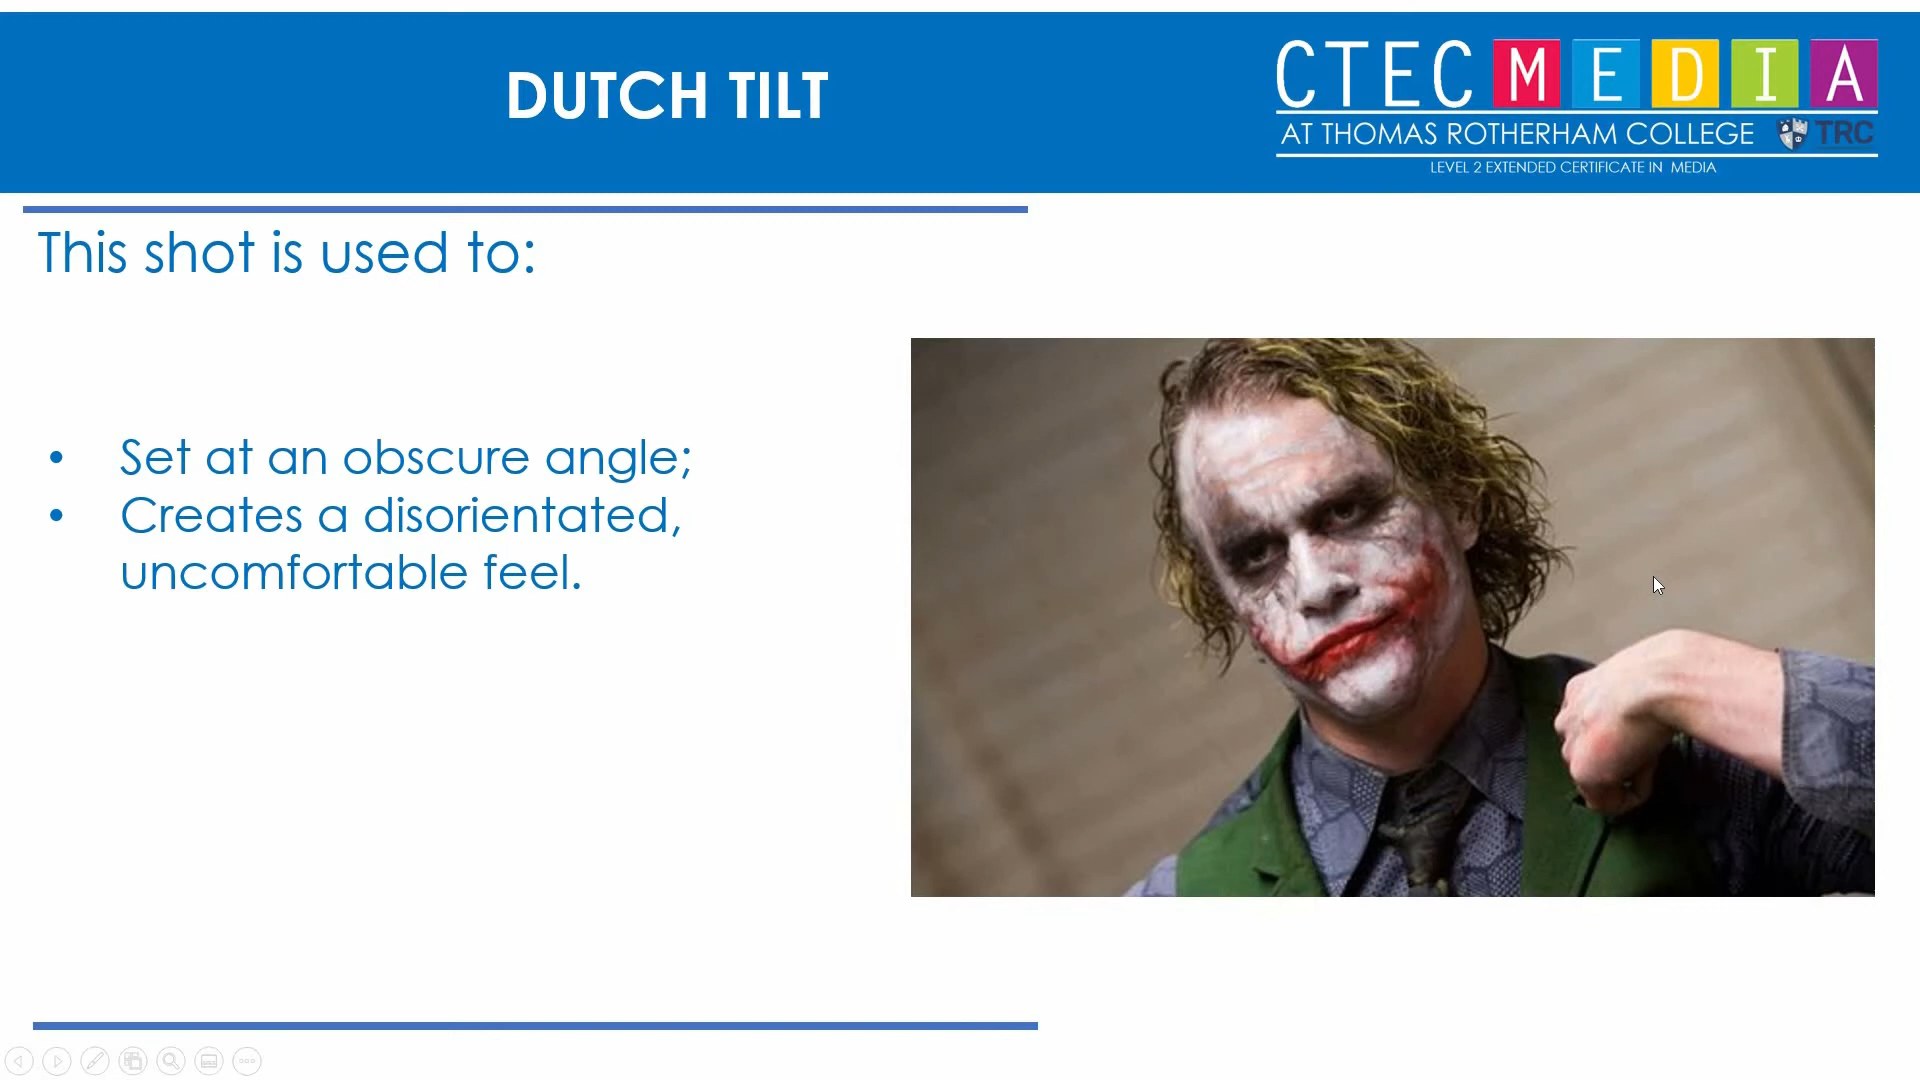 DUTCH TILT
CTEC MEDIA
AT THOMAS ROTHERHAM COLLEGE TRC
LEVEL 2 EXTENDED CERTIFICATE IN MEDIA
This shot is used to:
• Set at an obscure angle;
• Creates a disorientated,
uncomfortable feel.